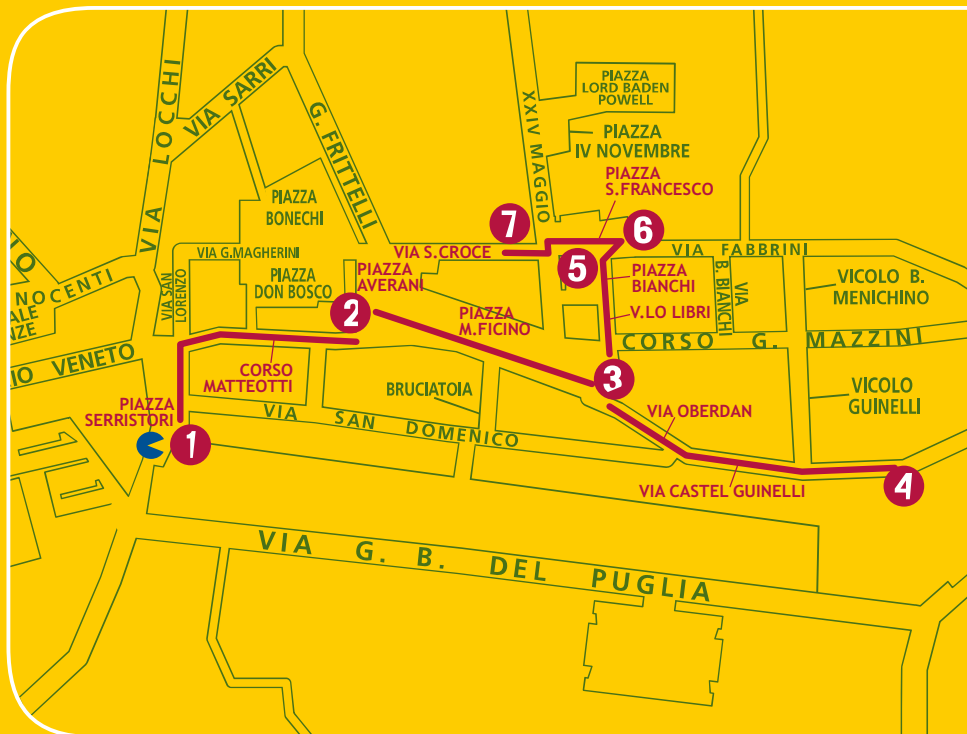 VIA LOCCHI
VIA SARRI
G. FRITTELLI
XXIV MAGGIO
PIAZZA
LORD BADEN
POWELL
PIAZZA
IV NOVEMBRE
PIAZZA
S.FRANCESCO
PIAZZA
BONECHI
7
6
VIA G.MAGHERINI
VIA S.CROCE
VIA FABBRINI
NOCENTI
VIA SAN
LORENZO
PIAZZA
DON BOSCO
PIAZZA
AVERANI
5
PIAZZA
BIANCHI
VIA
B. BIANCHI
VICOLO B.
MENICHINO
2
PIAZZA
M.FICINO
V.LO LIBRI
CORSO G. MAZZINI
IO VENETO
CORSO
MATTEOTTI
BRUCIATOIA
3
VICOLO
GUINELLI
PIAZZA
SERRISTORI
VIA SAN DOMENICO
VIA OBERDAN
1
VIA CASTEL GUINELLI
4
VIA G. B. DEL PUGLIA